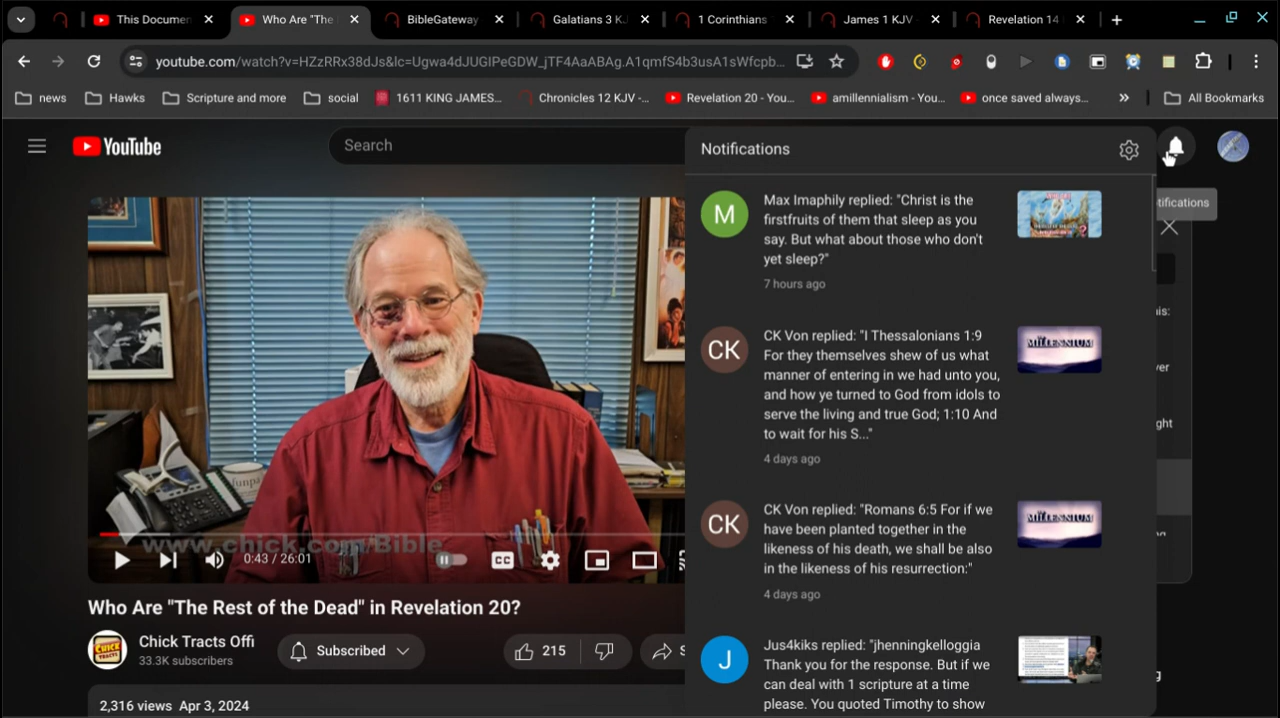 This Documen
Who Are "The
BibleGateway
Galatians 3 KJ
1 Corinthians
James 1 KJV
Revelation 14
youtube.com/watch?v=HZzRRx38dJs&lc=Ugwa4dJUGIPeGDW_jTF4AaABAg.A1qmfS4b3usA1sWfcpb...
news
Hawks
Scripture and more
social
1611 KING JAMES...
Chronicles 12 KJV -...
Revelation 20 - You...
amillennialism - You...
once saved always...
All Bookmarks
YouTube
Search
Notifications
tifications
Max Imaphily replied: "Christ is the
firstfruits of them that sleep as you
say. But what about those who don't
yet sleep?"
7 hours ago
M
CK Von replied: "I Thessalonians 1:9
For they themselves shew of us what
manner of entering in we had unto you,
and how ye turned to God from idols to
serve the living and true God; 1:10 And
to wait for his S..."
4 days ago
CK
MILLENNIUM
CK Von replied: "Romans 6:5 For if we
have been planted together in the
likeness of his death, we shall be also
in the likeness of his resurrection:"
4 days ago
CK
MILLENNIUM
Jus4kiks replied: "jhenningkelloggia
Thank you for the response. But if we
can deal with 1 scripture at a time
please. You quoted Timothy to show
J
is:
ver
ght
www.chick.com/Bible
0:43 / 26:01
CC
Who Are "The Rest of the Dead" in Revelation 20?
CHICK TRACTS
Chick Tracts Offi
33.3K subscribers
Subscribed
215
S
2,316 views Apr 3, 2024